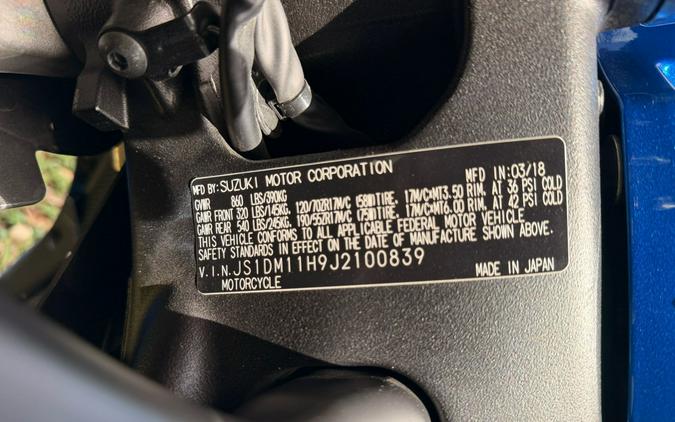 MFD BY: SUZUKI MOTOR CORPORATION MFD IN: 03/18
GVWR 860 LBS/390KG
GAWR FRONT 320 LBS/145KG, 120/70ZR17M/C (58W)TIRE, 17M/C×MT3.50 RIM, AT 36 PSI COLD
GAWR REAR 540 LBS/245KG, 190/55ZR17M/C (75W)TIRE, 17M/C×MT6.00 RIM, AT 42 PSI COLD
THIS VEHICLE CONFORMS TO ALL APPLICABLE FEDERAL MOTOR VEHICLE
SAFETY STANDARDS IN EFFECT ON THE DATE OF MANUFACTURE SHOWN ABOVE.
V.I.N. JS1DM11H9J2100839 MADE IN JAPAN
MOTORCYCLE